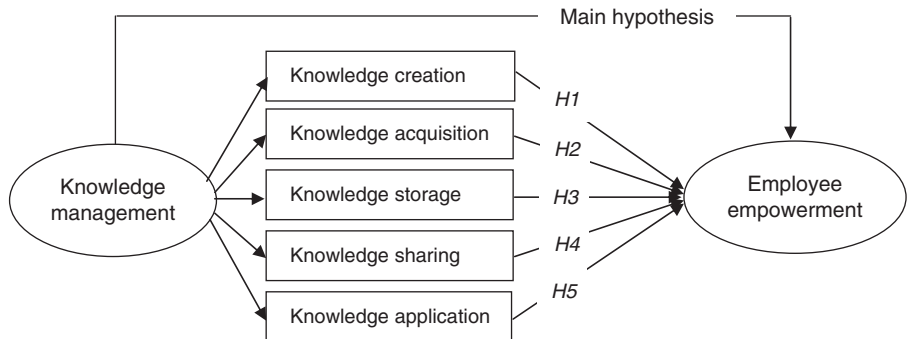 Main hypothesis
Knowledge creation
H1
Knowledge acquisition
H2
Knowledge
management
Knowledge storage
H3
Employee
empowerment
Knowledge sharing
H4
H5
Knowledge application